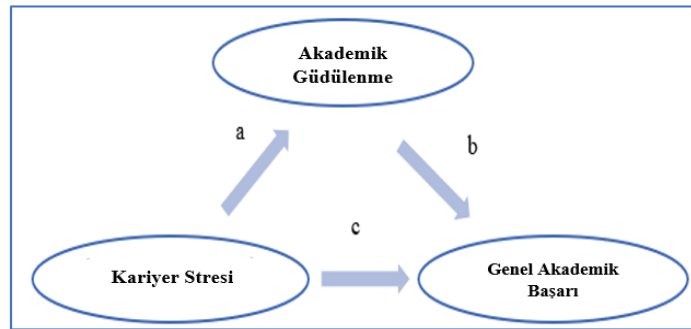 Akademik
Güdülenme
a
b
c
Kariyer Stresi
Genel Akademik
Başarı